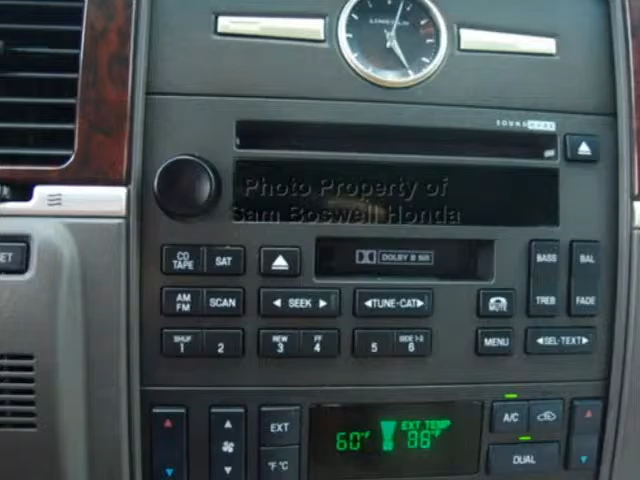 LINCOLN
SOUNDMARK
Photo Property of
Sam Boswell Honda
DOLBY B NR
CD TAPE
SAT
BASS
BAL
AM FM
SCAN
◄ SEEK ►
◄TUNE-CAT►
MUTE
TREB
FADE
SHUF 1
2
REW 3
FF 4
5
SIDE 1-2 6
MENU
◄SEL·TEXT►
SET
EXT
°F °C
60°F
EXT TEMP
88°F
A/C
DUAL